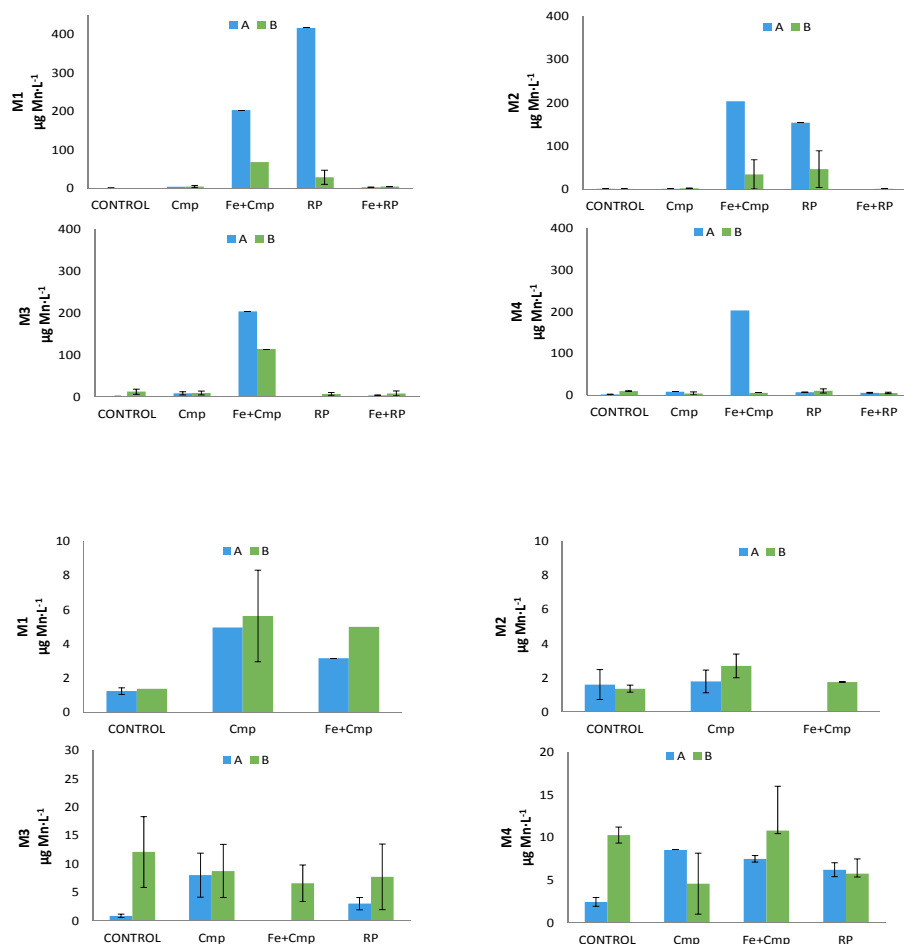 A B
M1
µg Mn·L-1
400
300
200
100
0
CONTROL Cmp Fe+Cmp RP Fe+RP
A B
M2
µg Mn·L-1
400
300
200
100
0
CONTROL Cmp Fe+Cmp RP Fe+RP
A B
M3
µg Mn·L-1
400
300
200
100
0
CONTROL Cmp Fe+Cmp RP Fe+RP
A B
M4
µg Mn·L-1
400
300
200
100
0
CONTROL Cmp Fe+Cmp RP Fe+RP
A B
M1
µg Mn·L-1
10
8
6
4
2
0
CONTROL Cmp Fe+Cmp
A B
M2
µg Mn·L-1
10
8
6
4
2
0
CONTROL Cmp Fe+Cmp
A B
M3
µg Mn·L-1
30
25
20
15
10
5
0
CONTROL Cmp Fe+Cmp RP
A B
M4
µg Mn·L-1
20
15
10
5
0
CONTROL Cmp Fe+Cmp RP